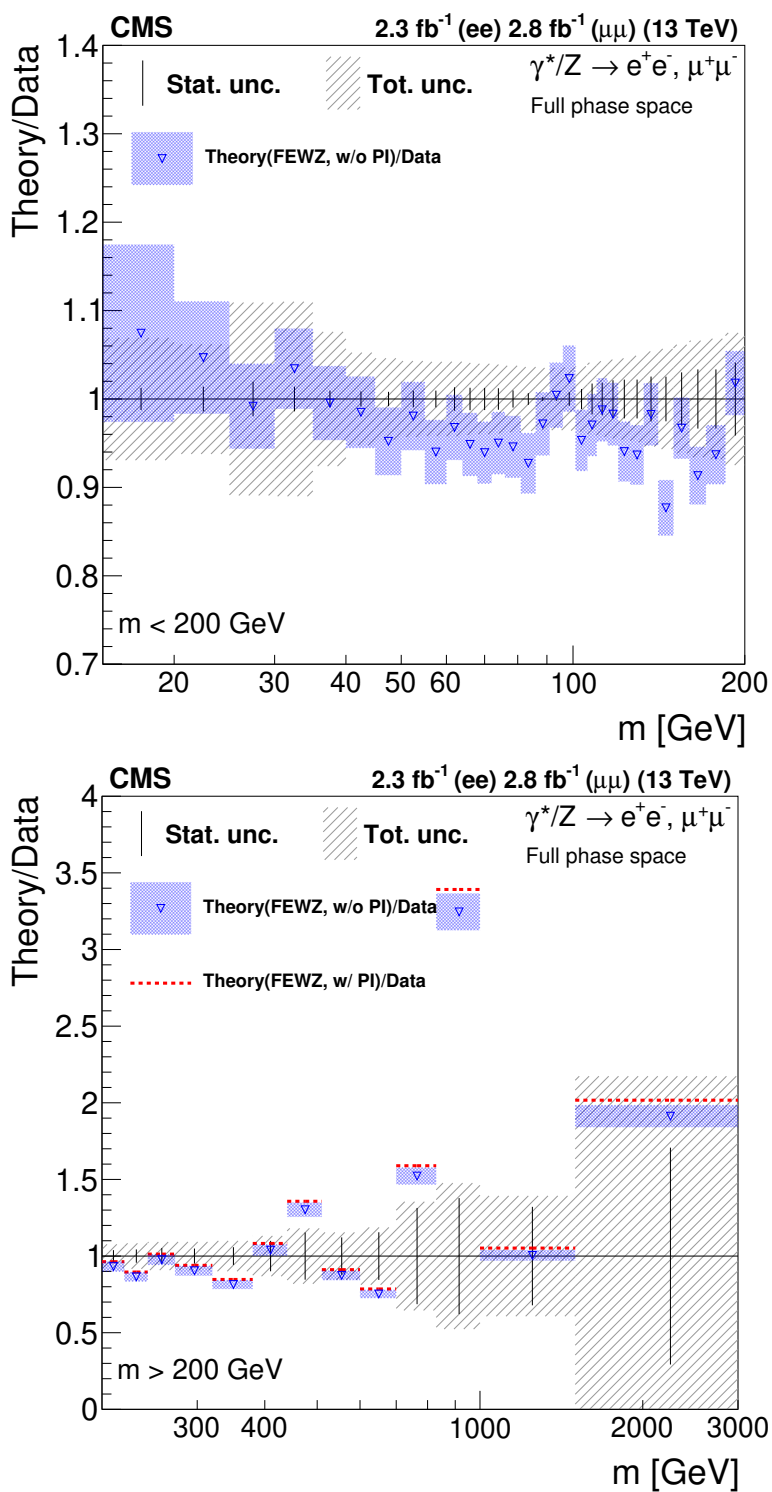 CMS 2.3 fb⁻¹ (ee) 2.8 fb⁻¹ (μμ) (13 TeV)
Theory/Data
1.4
1.3
1.2
1.1
1
0.9
0.8
0.7
Stat. unc. Tot. unc.
γ*/Z → e⁺e⁻, μ⁺μ⁻
Full phase space
Theory(FEWZ, w/o PI)/Data
m < 200 GeV
20 30 40 50 60 100 200
m [GeV]
CMS 2.3 fb⁻¹ (ee) 2.8 fb⁻¹ (μμ) (13 TeV)
Theory/Data
4
3.5
3
2.5
2
1.5
1
0.5
0
Stat. unc. Tot. unc.
γ*/Z → e⁺e⁻, μ⁺μ⁻
Full phase space
Theory(FEWZ, w/o PI)/Data
Theory(FEWZ, w/ PI)/Data
m > 200 GeV
300 400 1000 2000 3000
m [GeV]